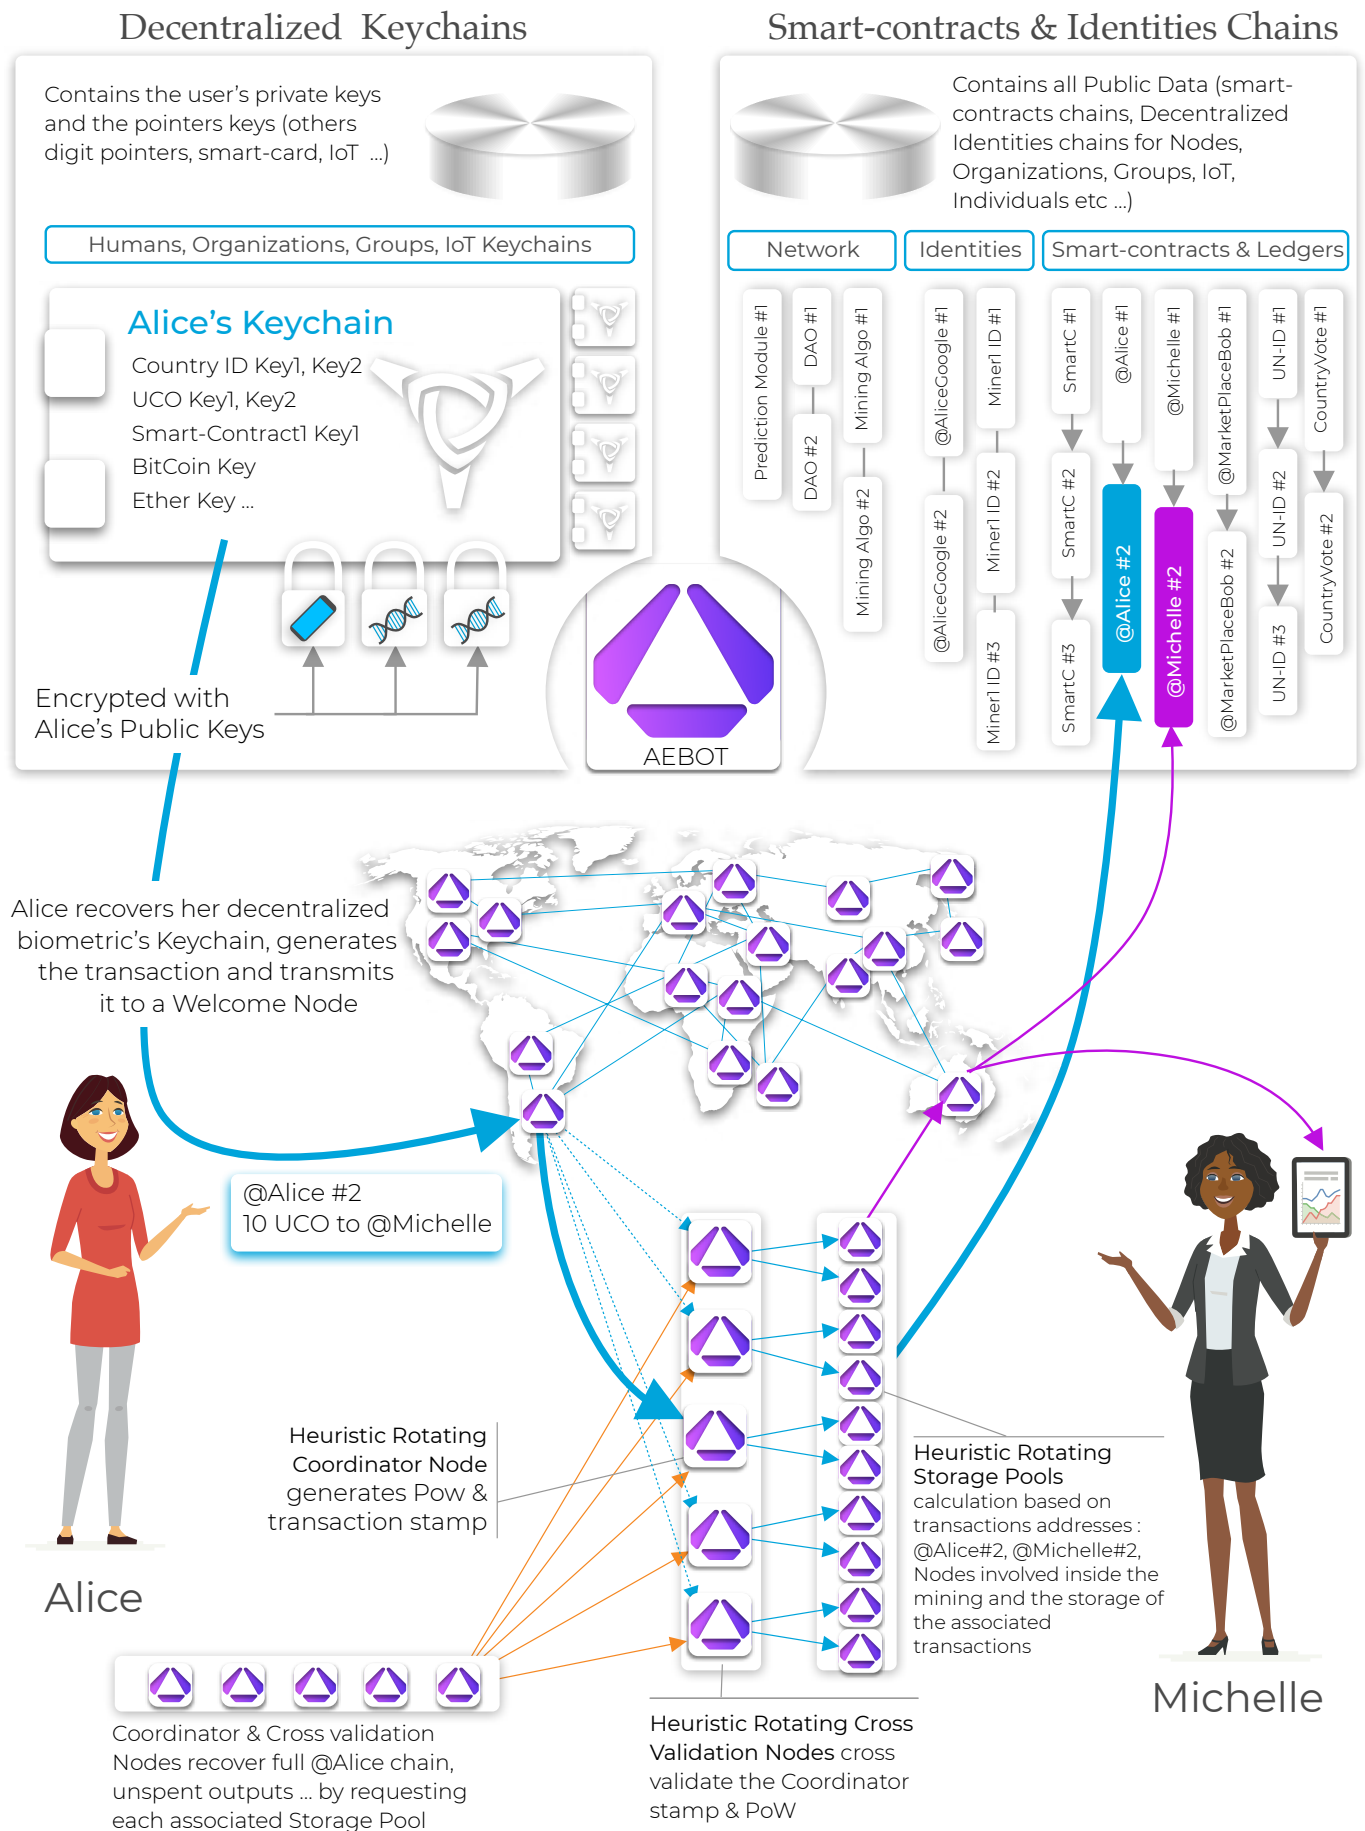 Decentralized Keychains
Contains the user's private keys
and the pointers keys (others
digit pointers, smart-card, IoT ...)
Humans, Organizations, Groups, IoT Keychains
Alice's Keychain
Country ID Key1, Key2
UCO Key1, Key2
Smart-Contract1 Key1
BitCoin Key
Ether Key ...
Encrypted with
Alice's Public Keys
AEBOT
Smart-contracts & Identities Chains
Contains all Public Data (smart-
contracts chains, Decentralized
Identities chains for Nodes,
Organizations, Groups, IoT,
Individuals etc ...)
Network
Identities
Smart-contracts & Ledgers
Prediction Module #1
DAO #1
DAO #2
Mining Algo #1
Mining Algo #2
@AliceGoogle #1
@AliceGoogle #2
Miner1 ID #1
Miner1 ID #2
Miner1 ID #3
SmartC #1
SmartC #2
SmartC #3
@Alice #1
@Alice #2
@Michelle #1
@Michelle #2
@MarketPlaceBob #1
@MarketPlaceBob #2
UN-ID #1
UN-ID #2
UN-ID #3
CountryVote #1
CountryVote #2
Alice recovers her decentralized
biometric's Keychain, generates
the transaction and transmits
it to a Welcome Node
@Alice #2
10 UCO to @Michelle
Heuristic Rotating
Coordinator Node
generates Pow &
transaction stamp
Alice
Heuristic Rotating
Storage Pools
calculation based on
transactions addresses :
@Alice#2, @Michelle#2,
Nodes involved inside the
mining and the storage of
the associated
transactions
Michelle
Coordinator & Cross validation
Nodes recover full @Alice chain,
unspent outputs ... by requesting
each associated Storage Pool
Heuristic Rotating Cross
Validation Nodes cross
validate the Coordinator
stamp & PoW